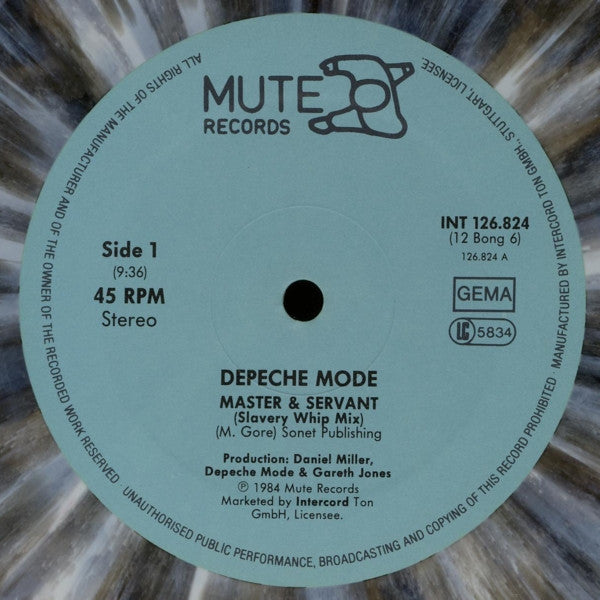 MUTE
RECORDS
Side 1
(9:36)
45 RPM
Stereo
INT 126.824
(12 Bong 6)
126.824 A
GEMA
LC 5834
DEPECHE MODE
MASTER & SERVANT
(Slavery Whip Mix)
(M. Gore) Sonet Publishing
Production: Daniel Miller,
Depeche Mode & Gareth Jones
℗ 1984 Mute Records
Marketed by Intercord Ton
GmbH, Licensee.
ALL RIGHTS OF THE MANUFACTURER AND OF THE OWNER OF THE RECORDED WORK RESERVED · UNAUTHORISED PUBLIC PERFORMANCE, BROADCASTING AND COPYING OF THIS RECORD PROHIBITED · MANUFACTURED BY INTERCORD TON GMBH, STUTTGART, LICENSEE.